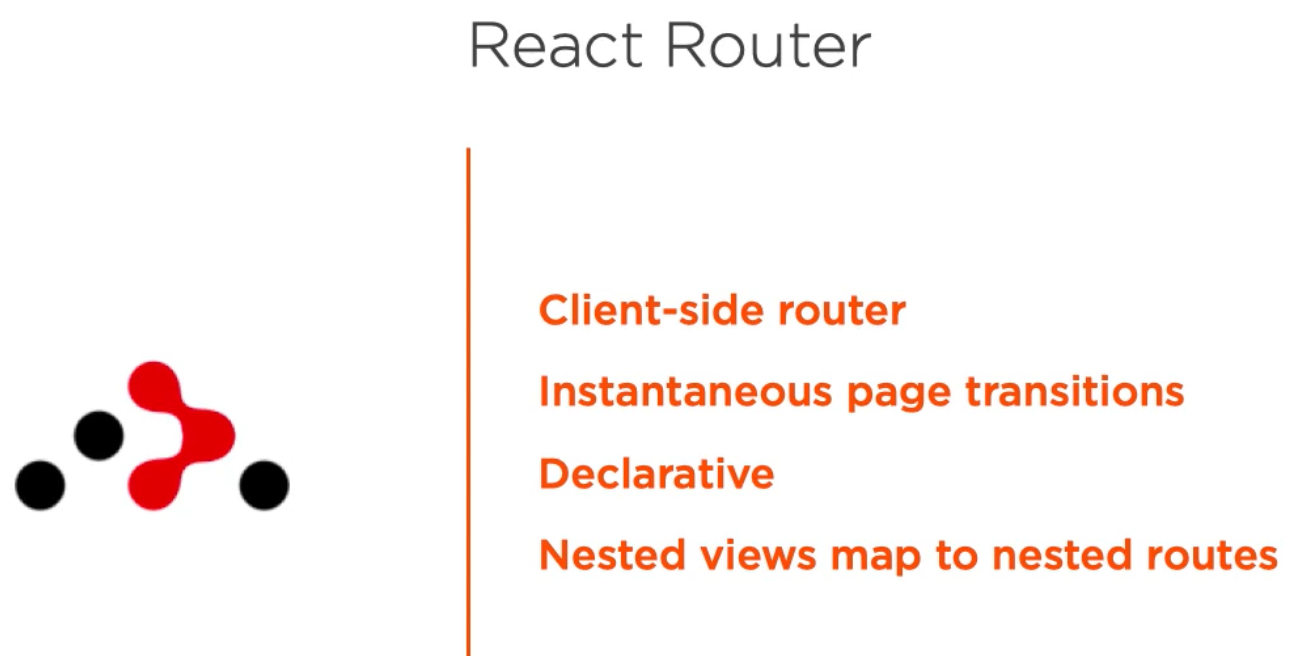 React Router
Client-side router
Instantaneous page transitions
Declarative
Nested views map to nested routes